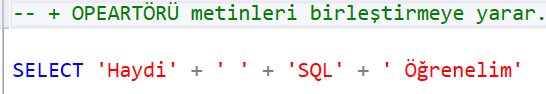 -- + OPEARTÖRÜ metinleri birleştirmeye yarar.
SELECT 'Haydi' + ' ' + 'SQL' + ' Öğrenelim'